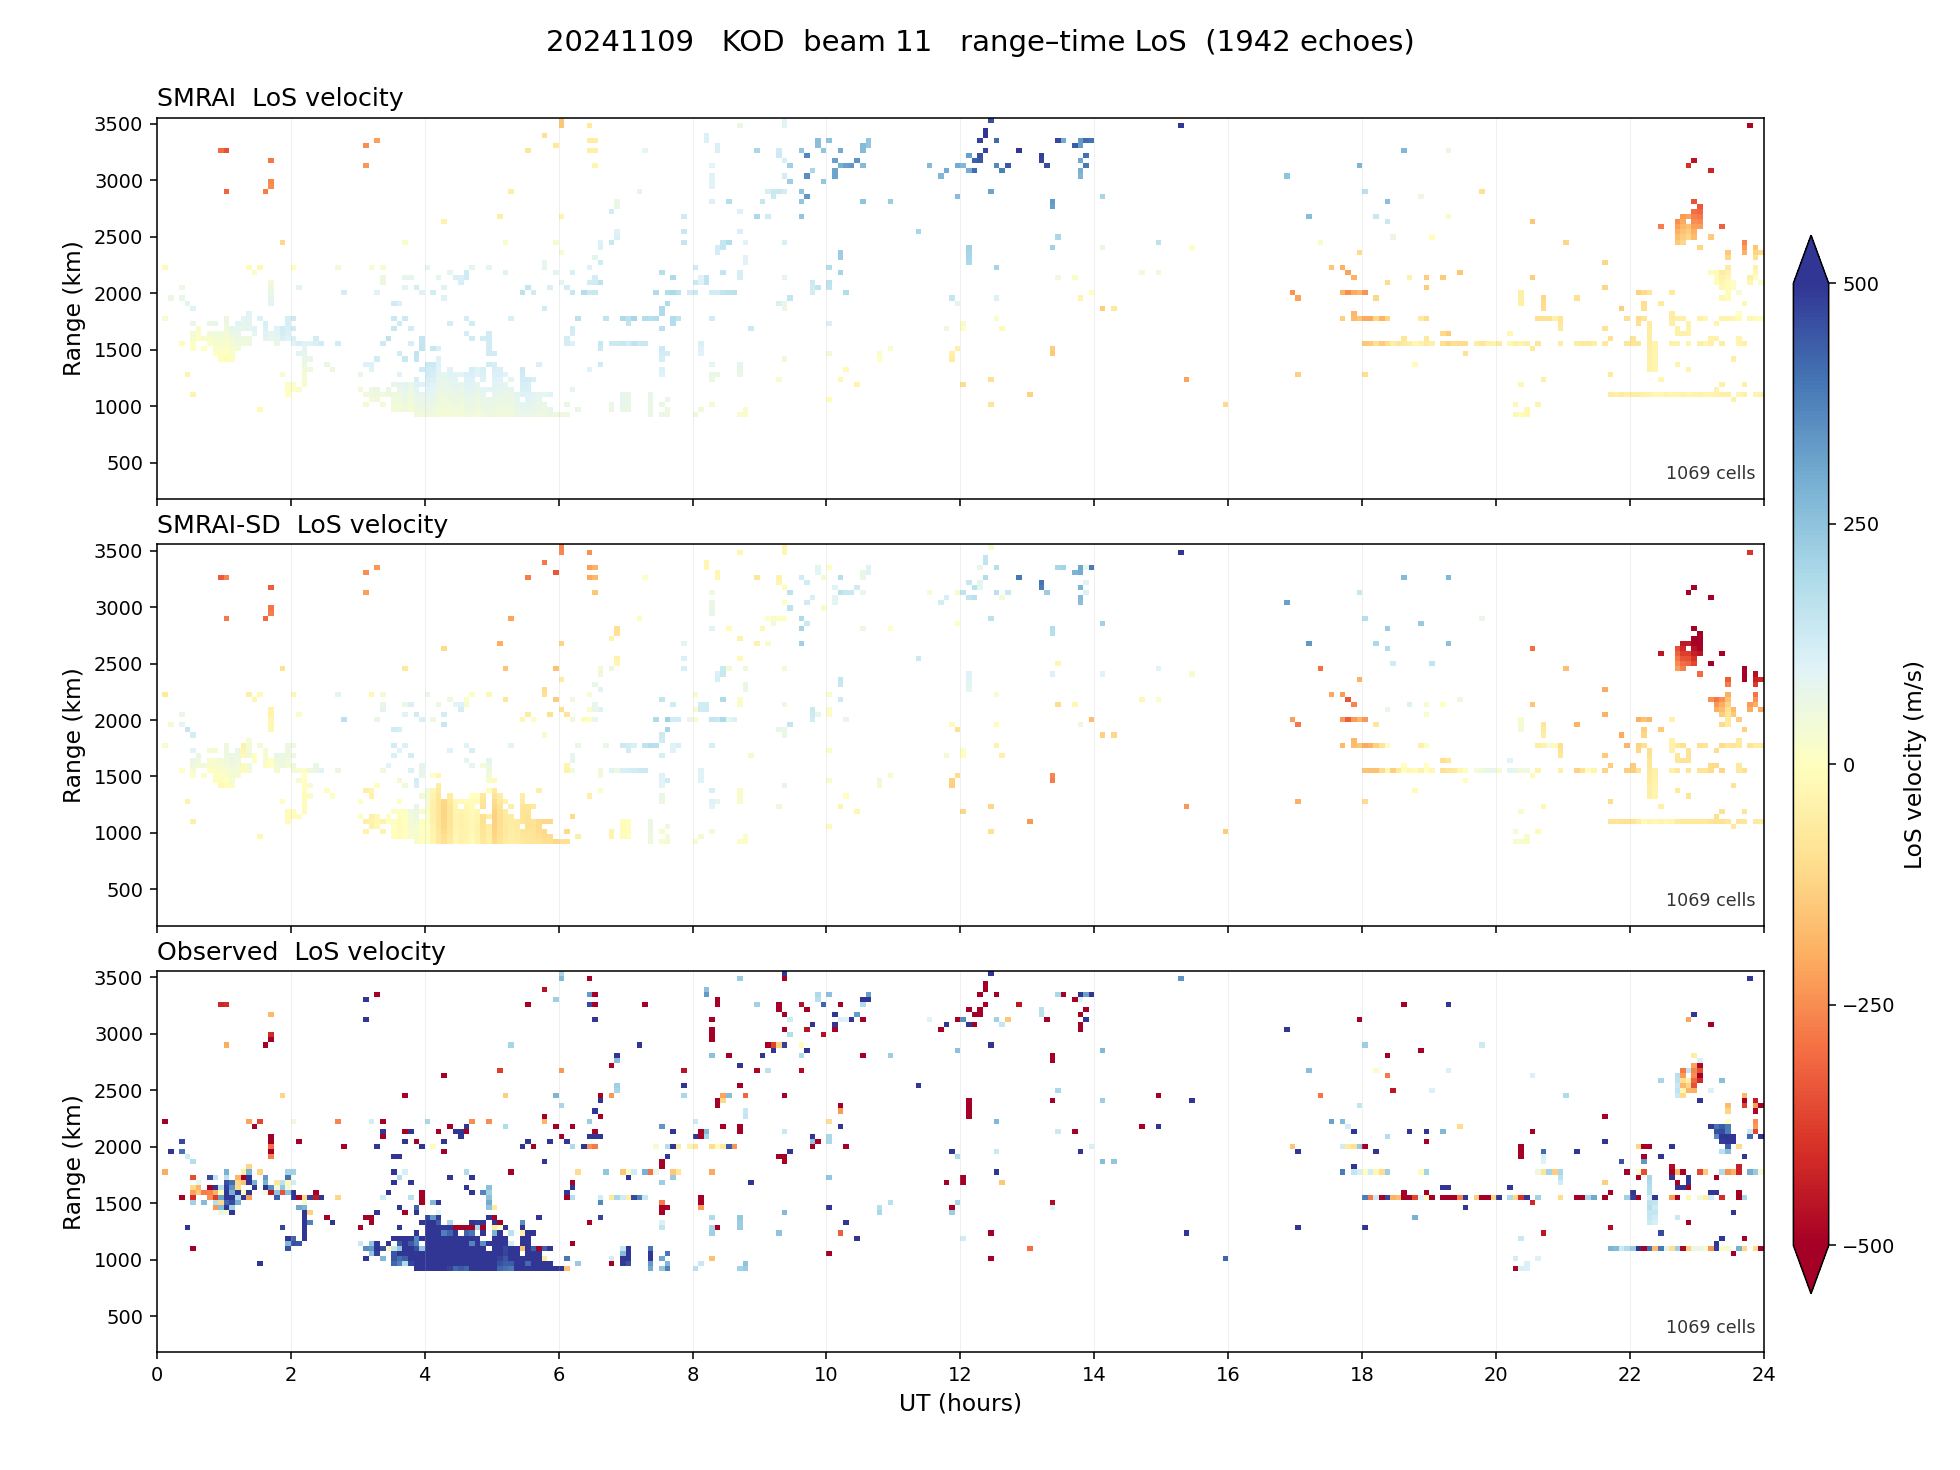 20241109   KOD  beam 11   range–time LoS  (1942 echoes)
SMRAI  LoS velocity
3500
3000
2500
2000
1500
1000
500
Range (km)
1069 cells
SMRAI-SD  LoS velocity
3500
3000
2500
2000
1500
1000
500
Range (km)
1069 cells
Observed  LoS velocity
3500
3000
2500
2000
1500
1000
500
Range (km)
1069 cells
0 2 4 6 8 10 12 14 16 18 20 22 24
UT (hours)
500
250
0
−250
−500
LoS velocity (m/s)